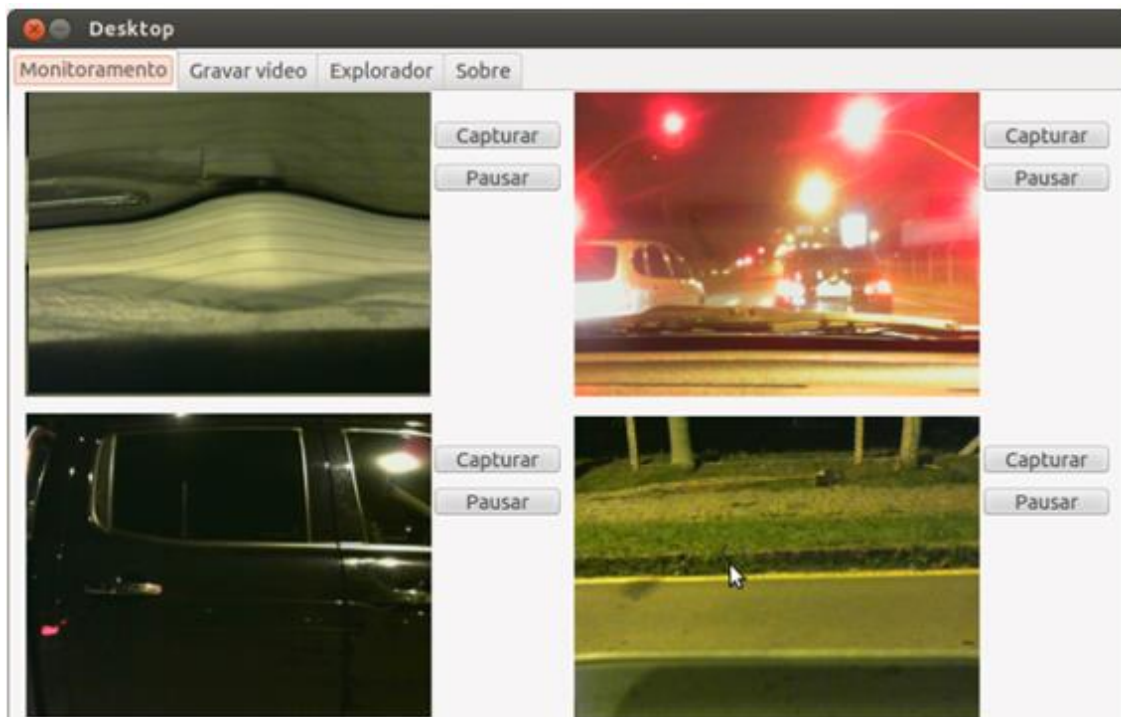 Desktop
Monitoramento Gravar vídeo Explorador Sobre
Capturar Capturar
Pausar Pausar
Capturar Capturar
Pausar Pausar